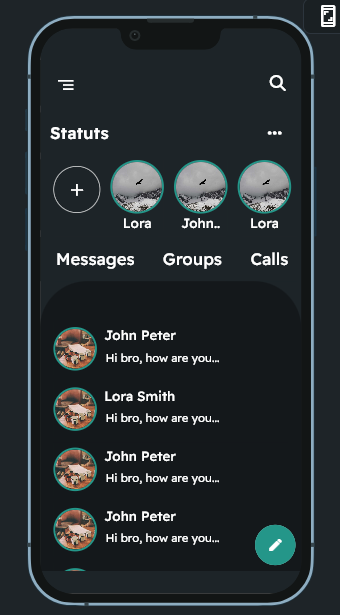 Statuts
Lora John.. Lora
Messages Groups Calls
John Peter
Hi bro, how are you...
Lora Smith
Hi bro, how are you...
John Peter
Hi bro, how are you...
John Peter
Hi bro, how are you...